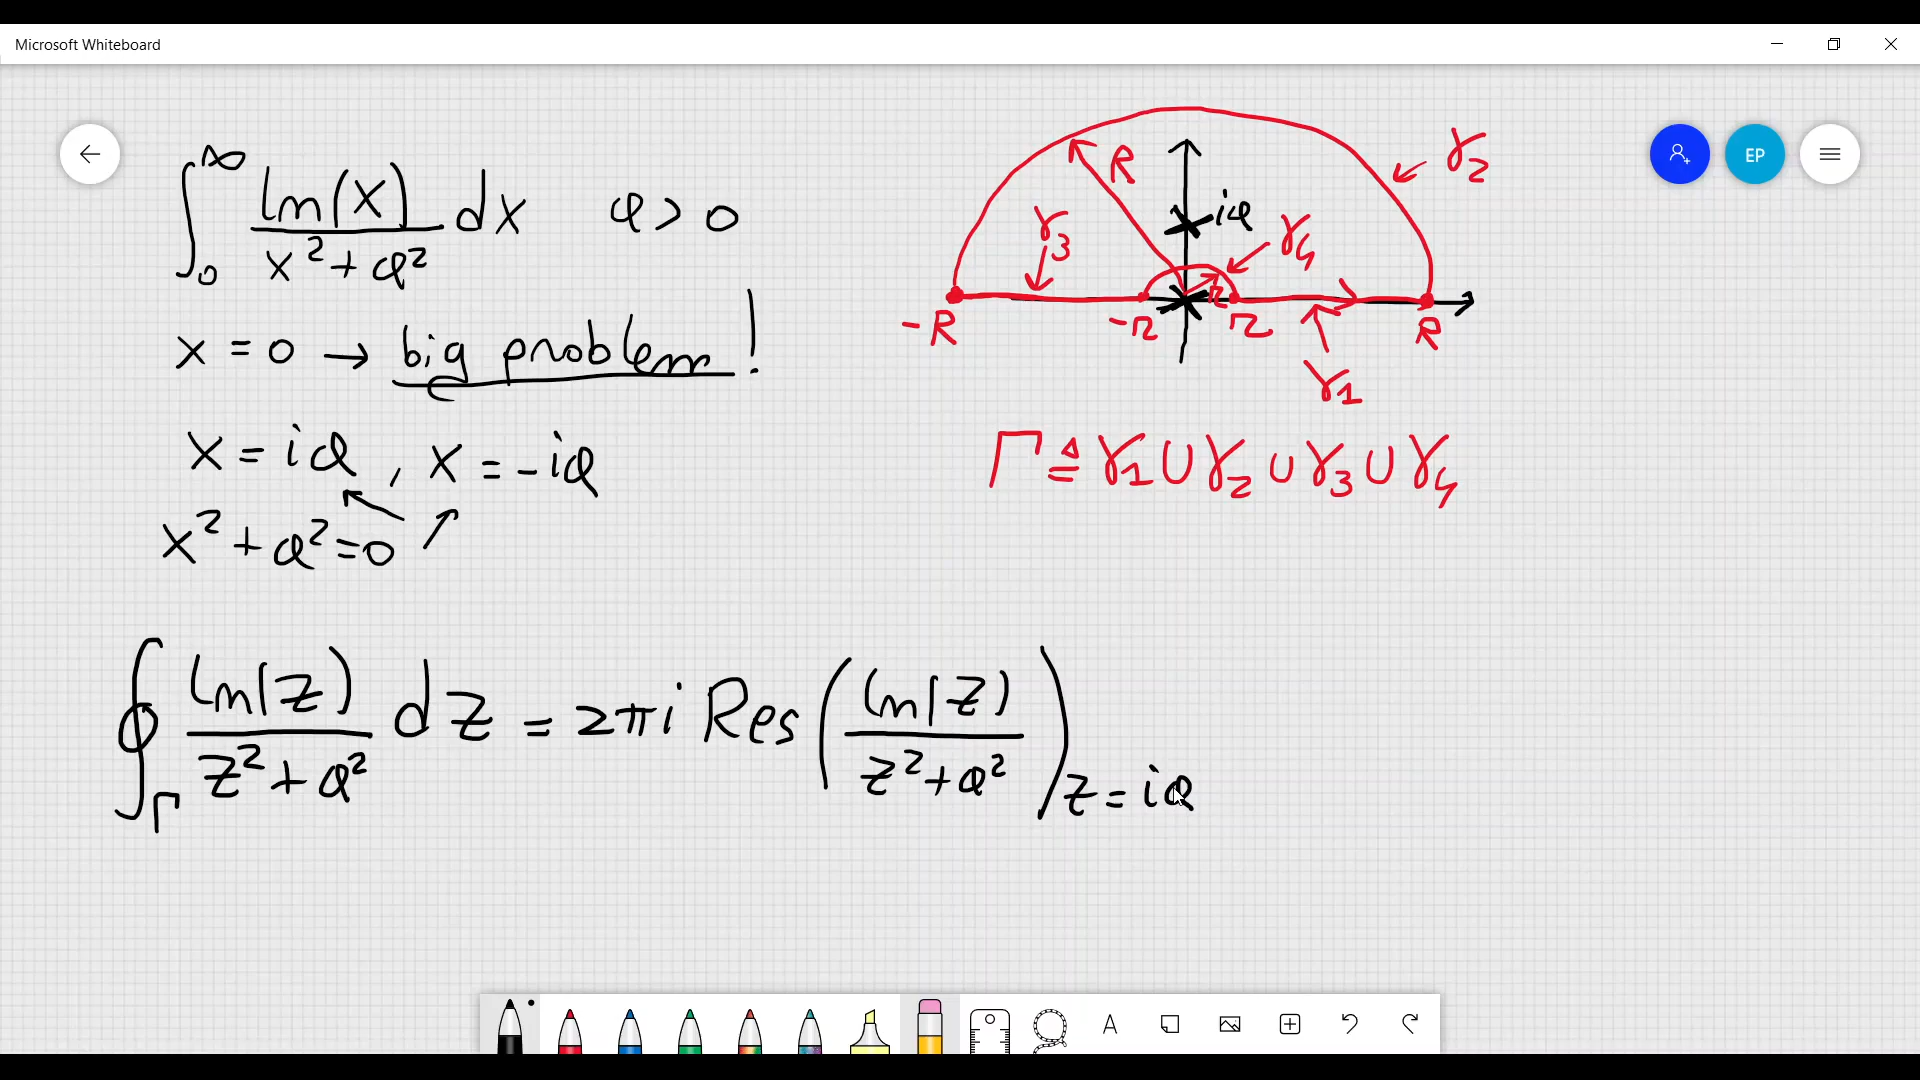 Microsoft Whiteboard
EP
∫₀^∞ ln(x)/(x²+a²) dx a > 0
x = 0 → big problem!
x = ia, x = -ia
x² + a² = 0
R
γ2
ia
γ3
γ4
r
-R
-r
r
R
γ1
Γ ≜ γ1 ∪ γ2 ∪ γ3 ∪ γ4
∮_Γ ln(z)/(z²+a²) dz = 2πi Res(ln(z)/(z²+a²))_z=ia
A